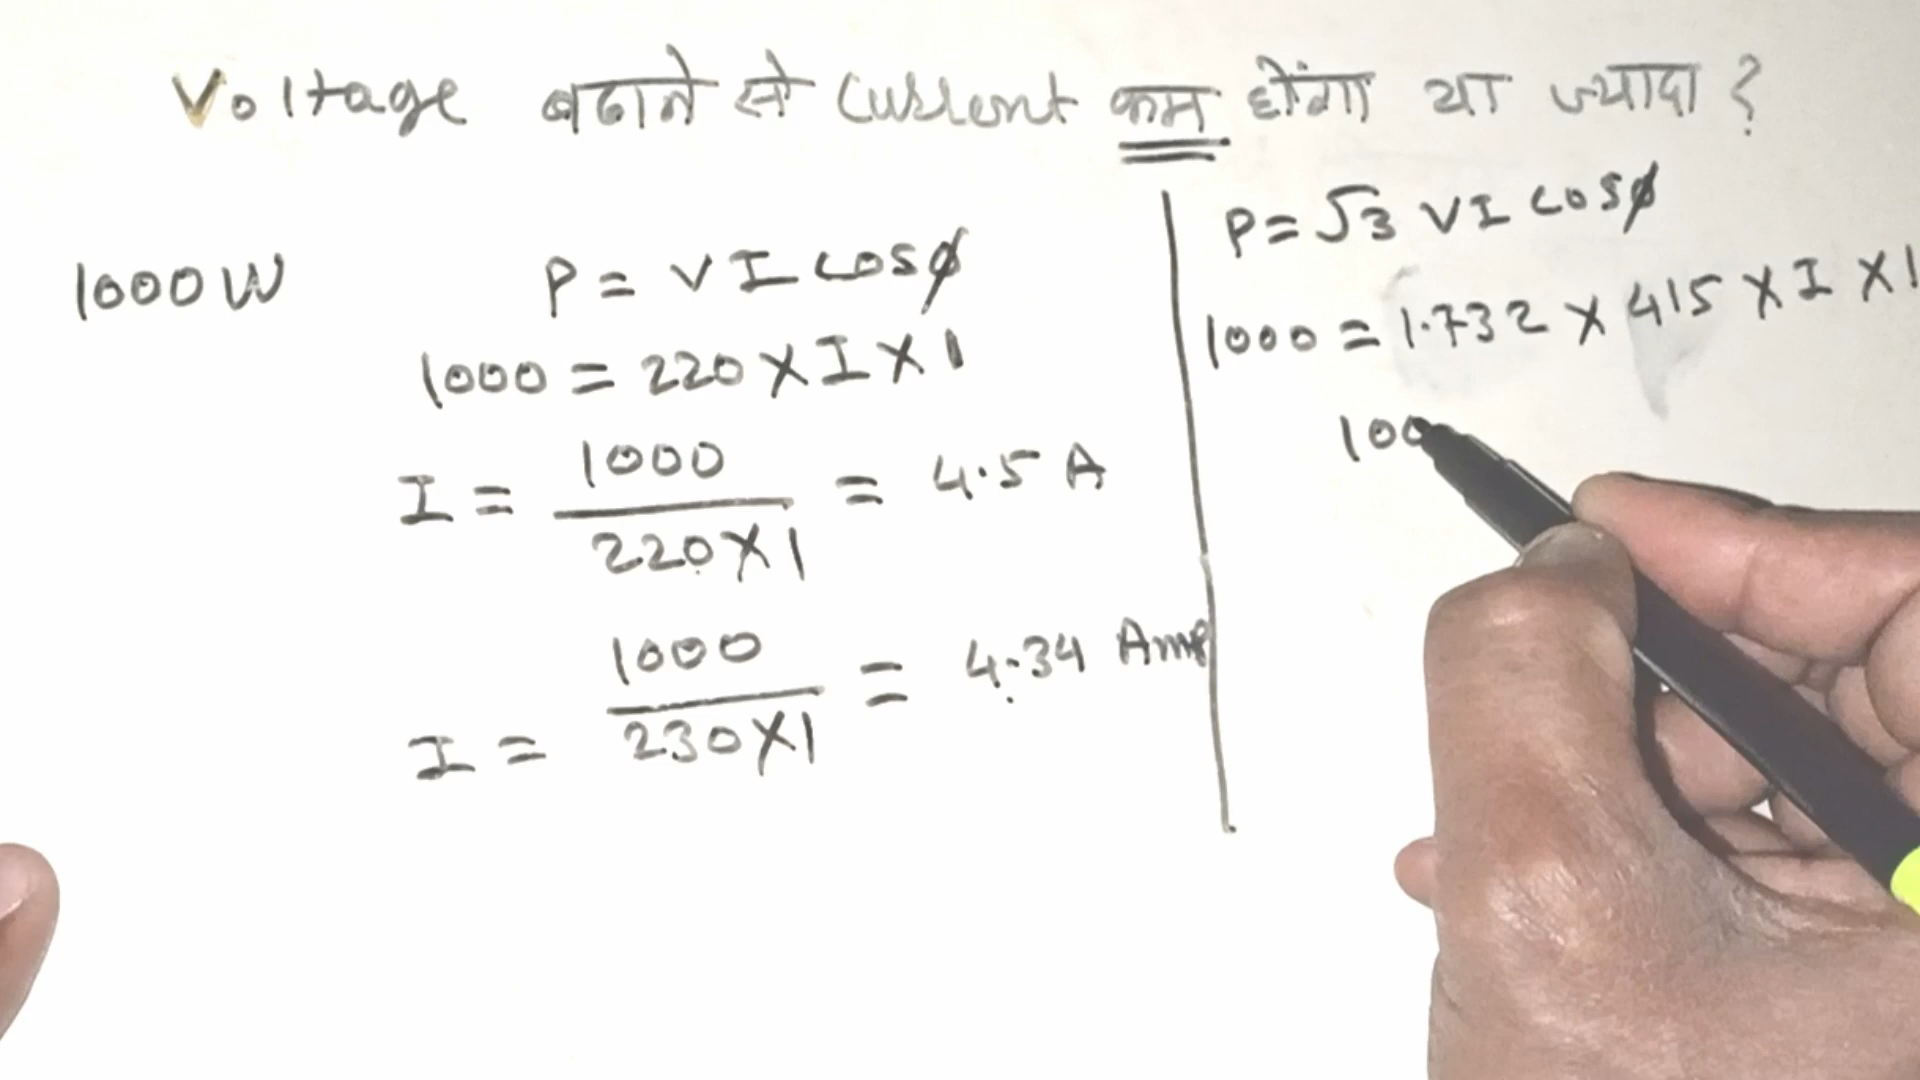 Voltage बढाने से Current कम होंगा या ज्यादा ?
1000 W
P = VI cosϕ
1000 = 220 X I X 1
I = 1000 / 220 X 1 = 4.5 A
I = 1000 / 230 X 1 = 4.34 Amp
P = √3 VI cosϕ
1000 = 1.732 X 415 X I X 1
100